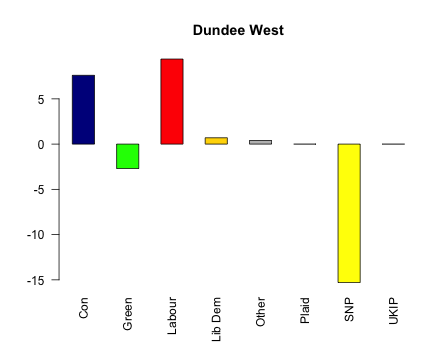 Dundee West
5
0
-5
-10
-15
Con
Green
Labour
Lib Dem
Other
Plaid
SNP
UKIP